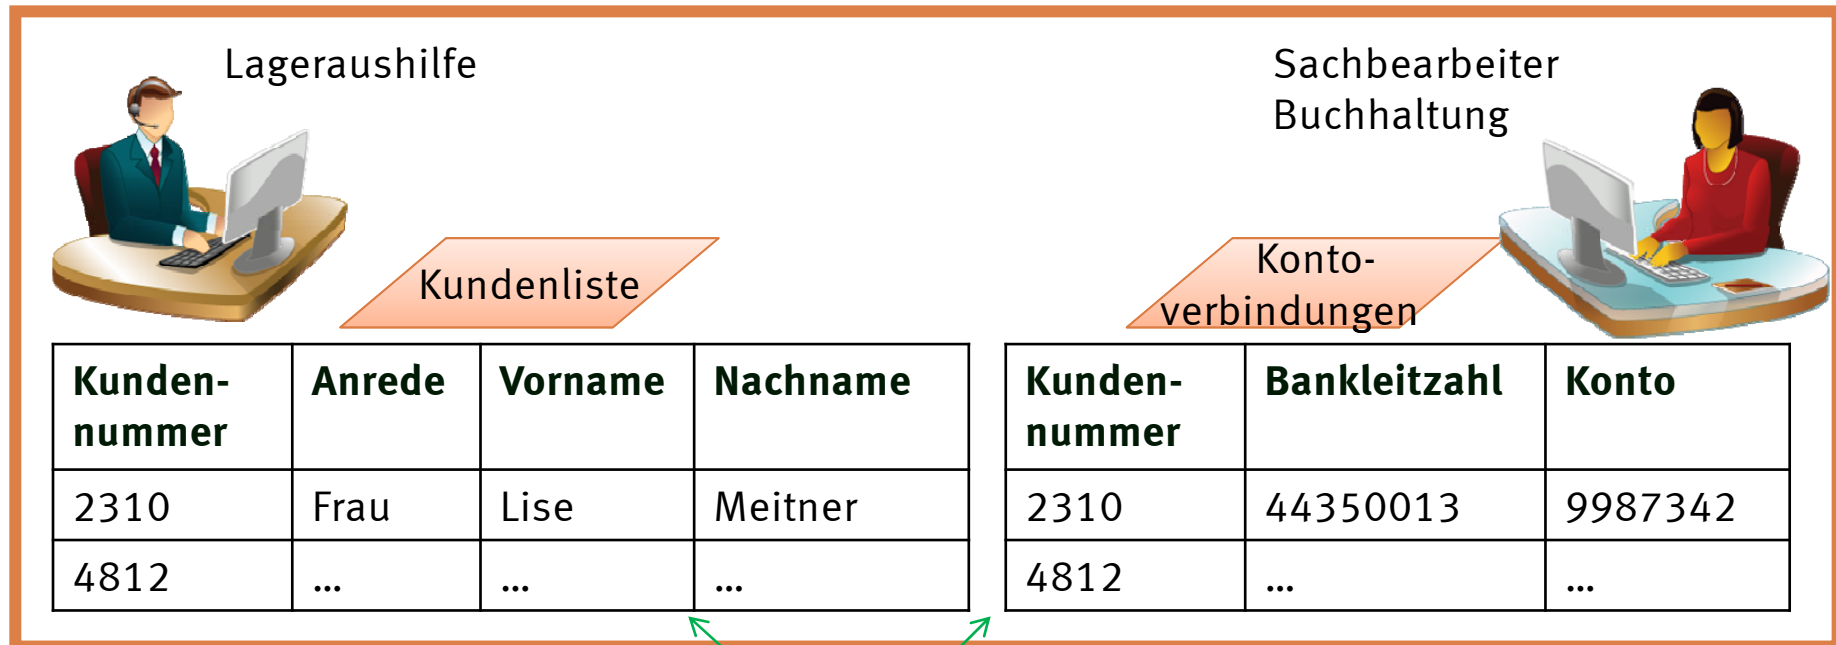 Lageraushilfe
Sachbearbeiter
Buchhaltung
Kundenliste
Konto-
verbindungen
Kunden-
nummer
Anrede
Vorname
Nachname
2310
Frau
Lise
Meitner
4812
...
...
...
Kunden-
nummer
Bankleitzahl
Konto
2310
44350013
9987342
4812
...
...